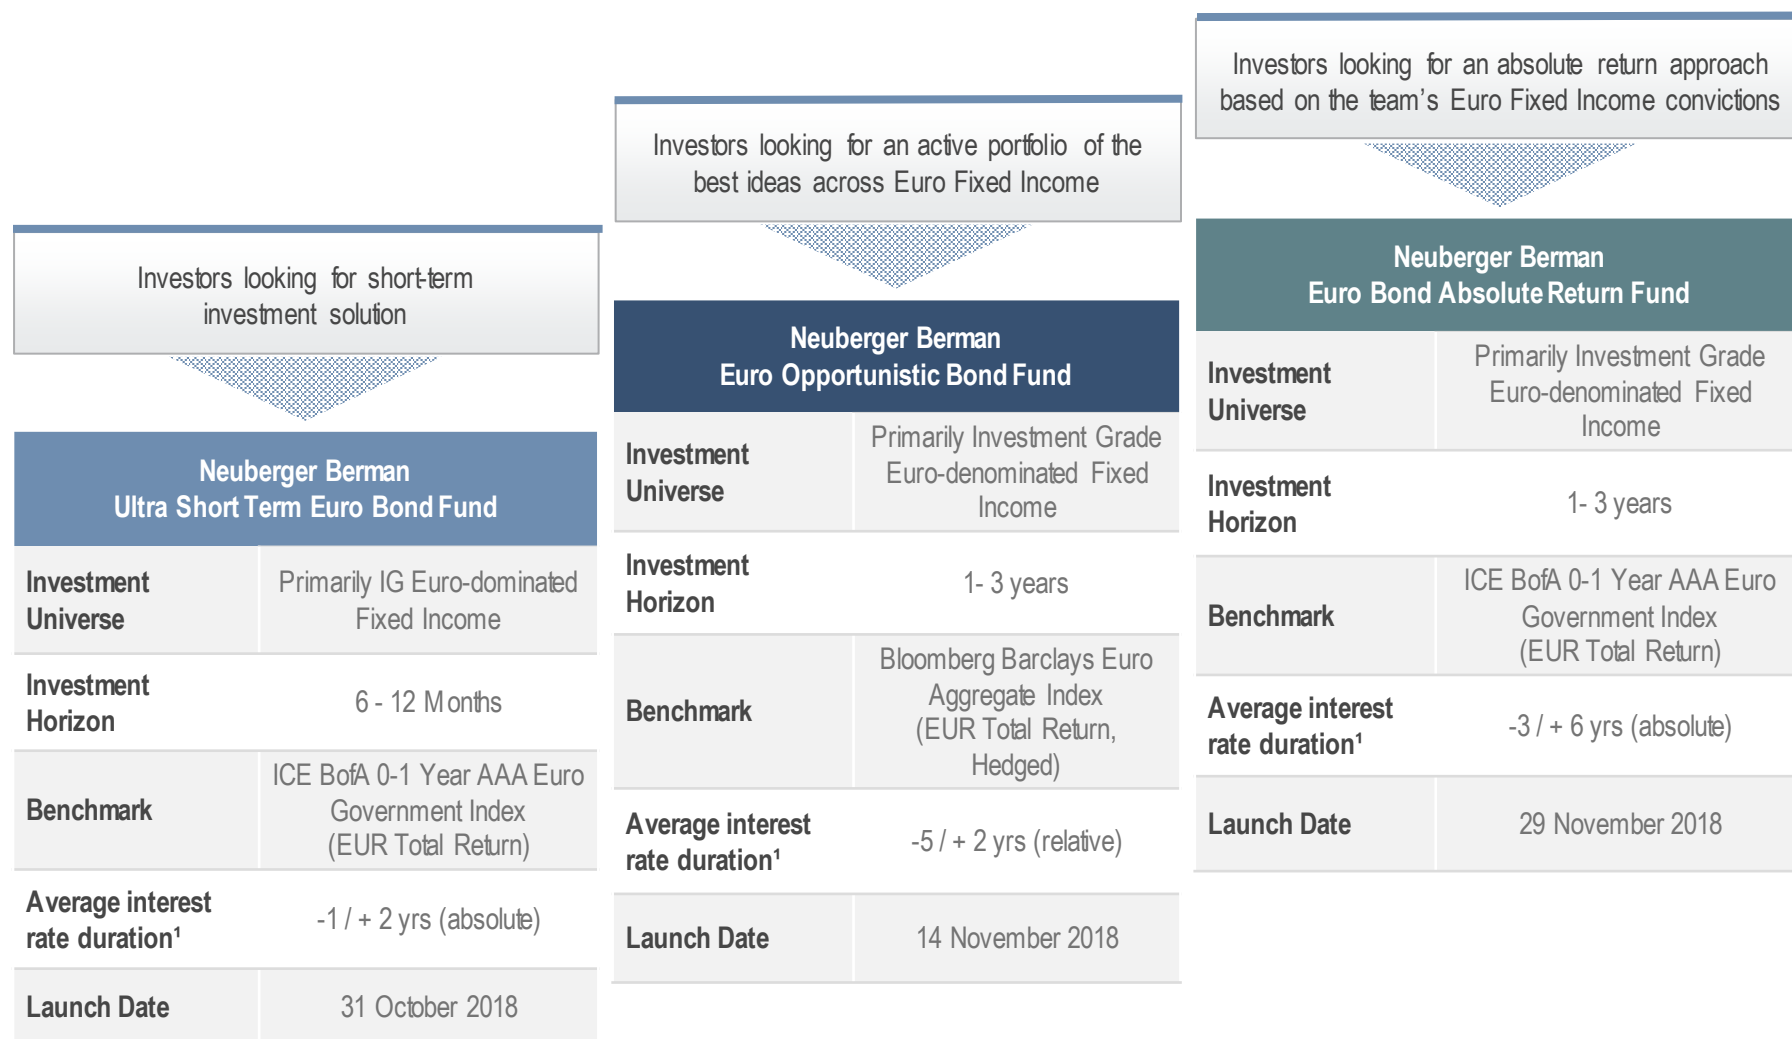 Investors looking for short-term
investment solution
Neuberger Berman
Ultra Short Term Euro Bond Fund
Investment
Universe
Primarily IG Euro-dominated
Fixed Income
Investment
Horizon
6 - 12 Months
Benchmark
ICE BofA 0-1 Year AAA Euro
Government Index
(EUR Total Return)
Average interest
rate duration¹
-1 / + 2 yrs (absolute)
Launch Date
31 October 2018
Investors looking for an active portfolio of the
best ideas across Euro Fixed Income
Neuberger Berman
Euro Opportunistic Bond Fund
Investment
Universe
Primarily Investment Grade
Euro-denominated Fixed
Income
Investment
Horizon
1- 3 years
Benchmark
Bloomberg Barclays Euro
Aggregate Index
(EUR Total Return,
Hedged)
Average interest
rate duration¹
-5 / + 2 yrs (relative)
Launch Date
14 November 2018
Investors looking for an absolute return approach
based on the team's Euro Fixed Income convictions
Neuberger Berman
Euro Bond Absolute Return Fund
Investment
Universe
Primarily Investment Grade
Euro-denominated Fixed
Income
Investment
Horizon
1- 3 years
Benchmark
ICE BofA 0-1 Year AAA Euro
Government Index
(EUR Total Return)
Average interest
rate duration¹
-3 / + 6 yrs (absolute)
Launch Date
29 November 2018